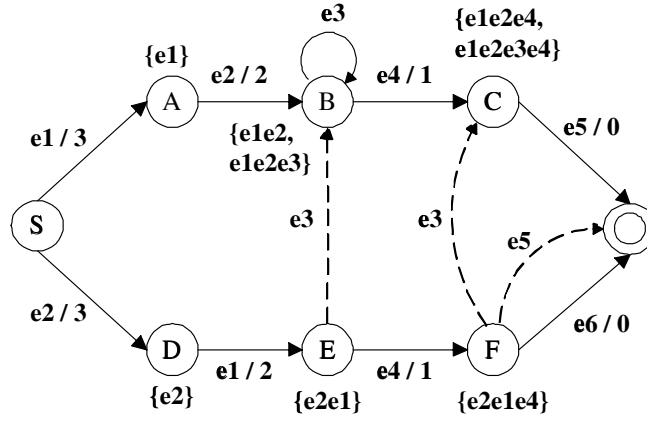 e3
{e1e2e4,
e1e2e3e4}
{e1}
e2 / 2
e4 / 1
A
B
C
e1 / 3
{e1e2,
e1e2e3}
e5 / 0
S
e3
e3
e5
e2 / 3
e6 / 0
D
E
F
e1 / 2
e4 / 1
{e2}
{e2e1}
{e2e1e4}